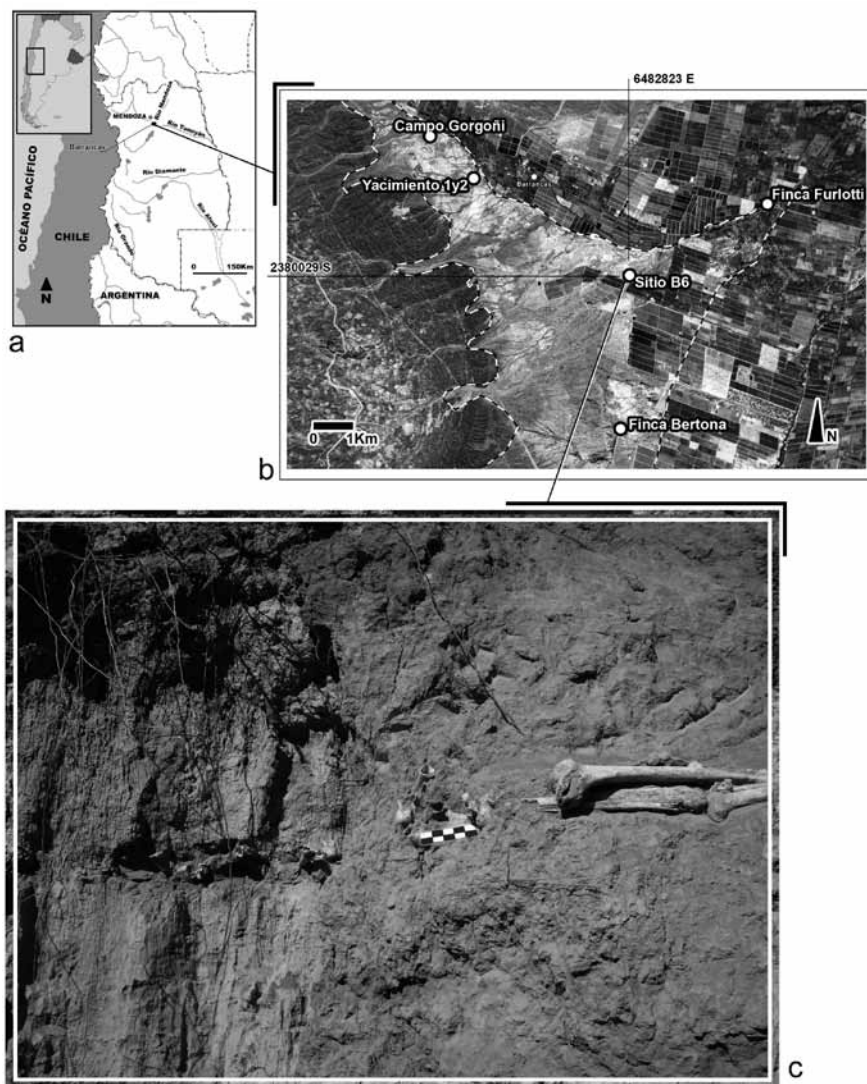 a
OCÉANO PACÍFICO
CHILE
ARGENTINA
MENDOZA
Río Mendoza
Río Tunuyán
Barrancas
Río Diamante
Río Atuel
Río Grande
0 150Km
N
b
6482823 E
2380029 S
Campo Gorgoñi
Yacimiento 1y2
Barrancas
Finca Furlotti
Sitio B6
Finca Bertona
0 1Km
N
c